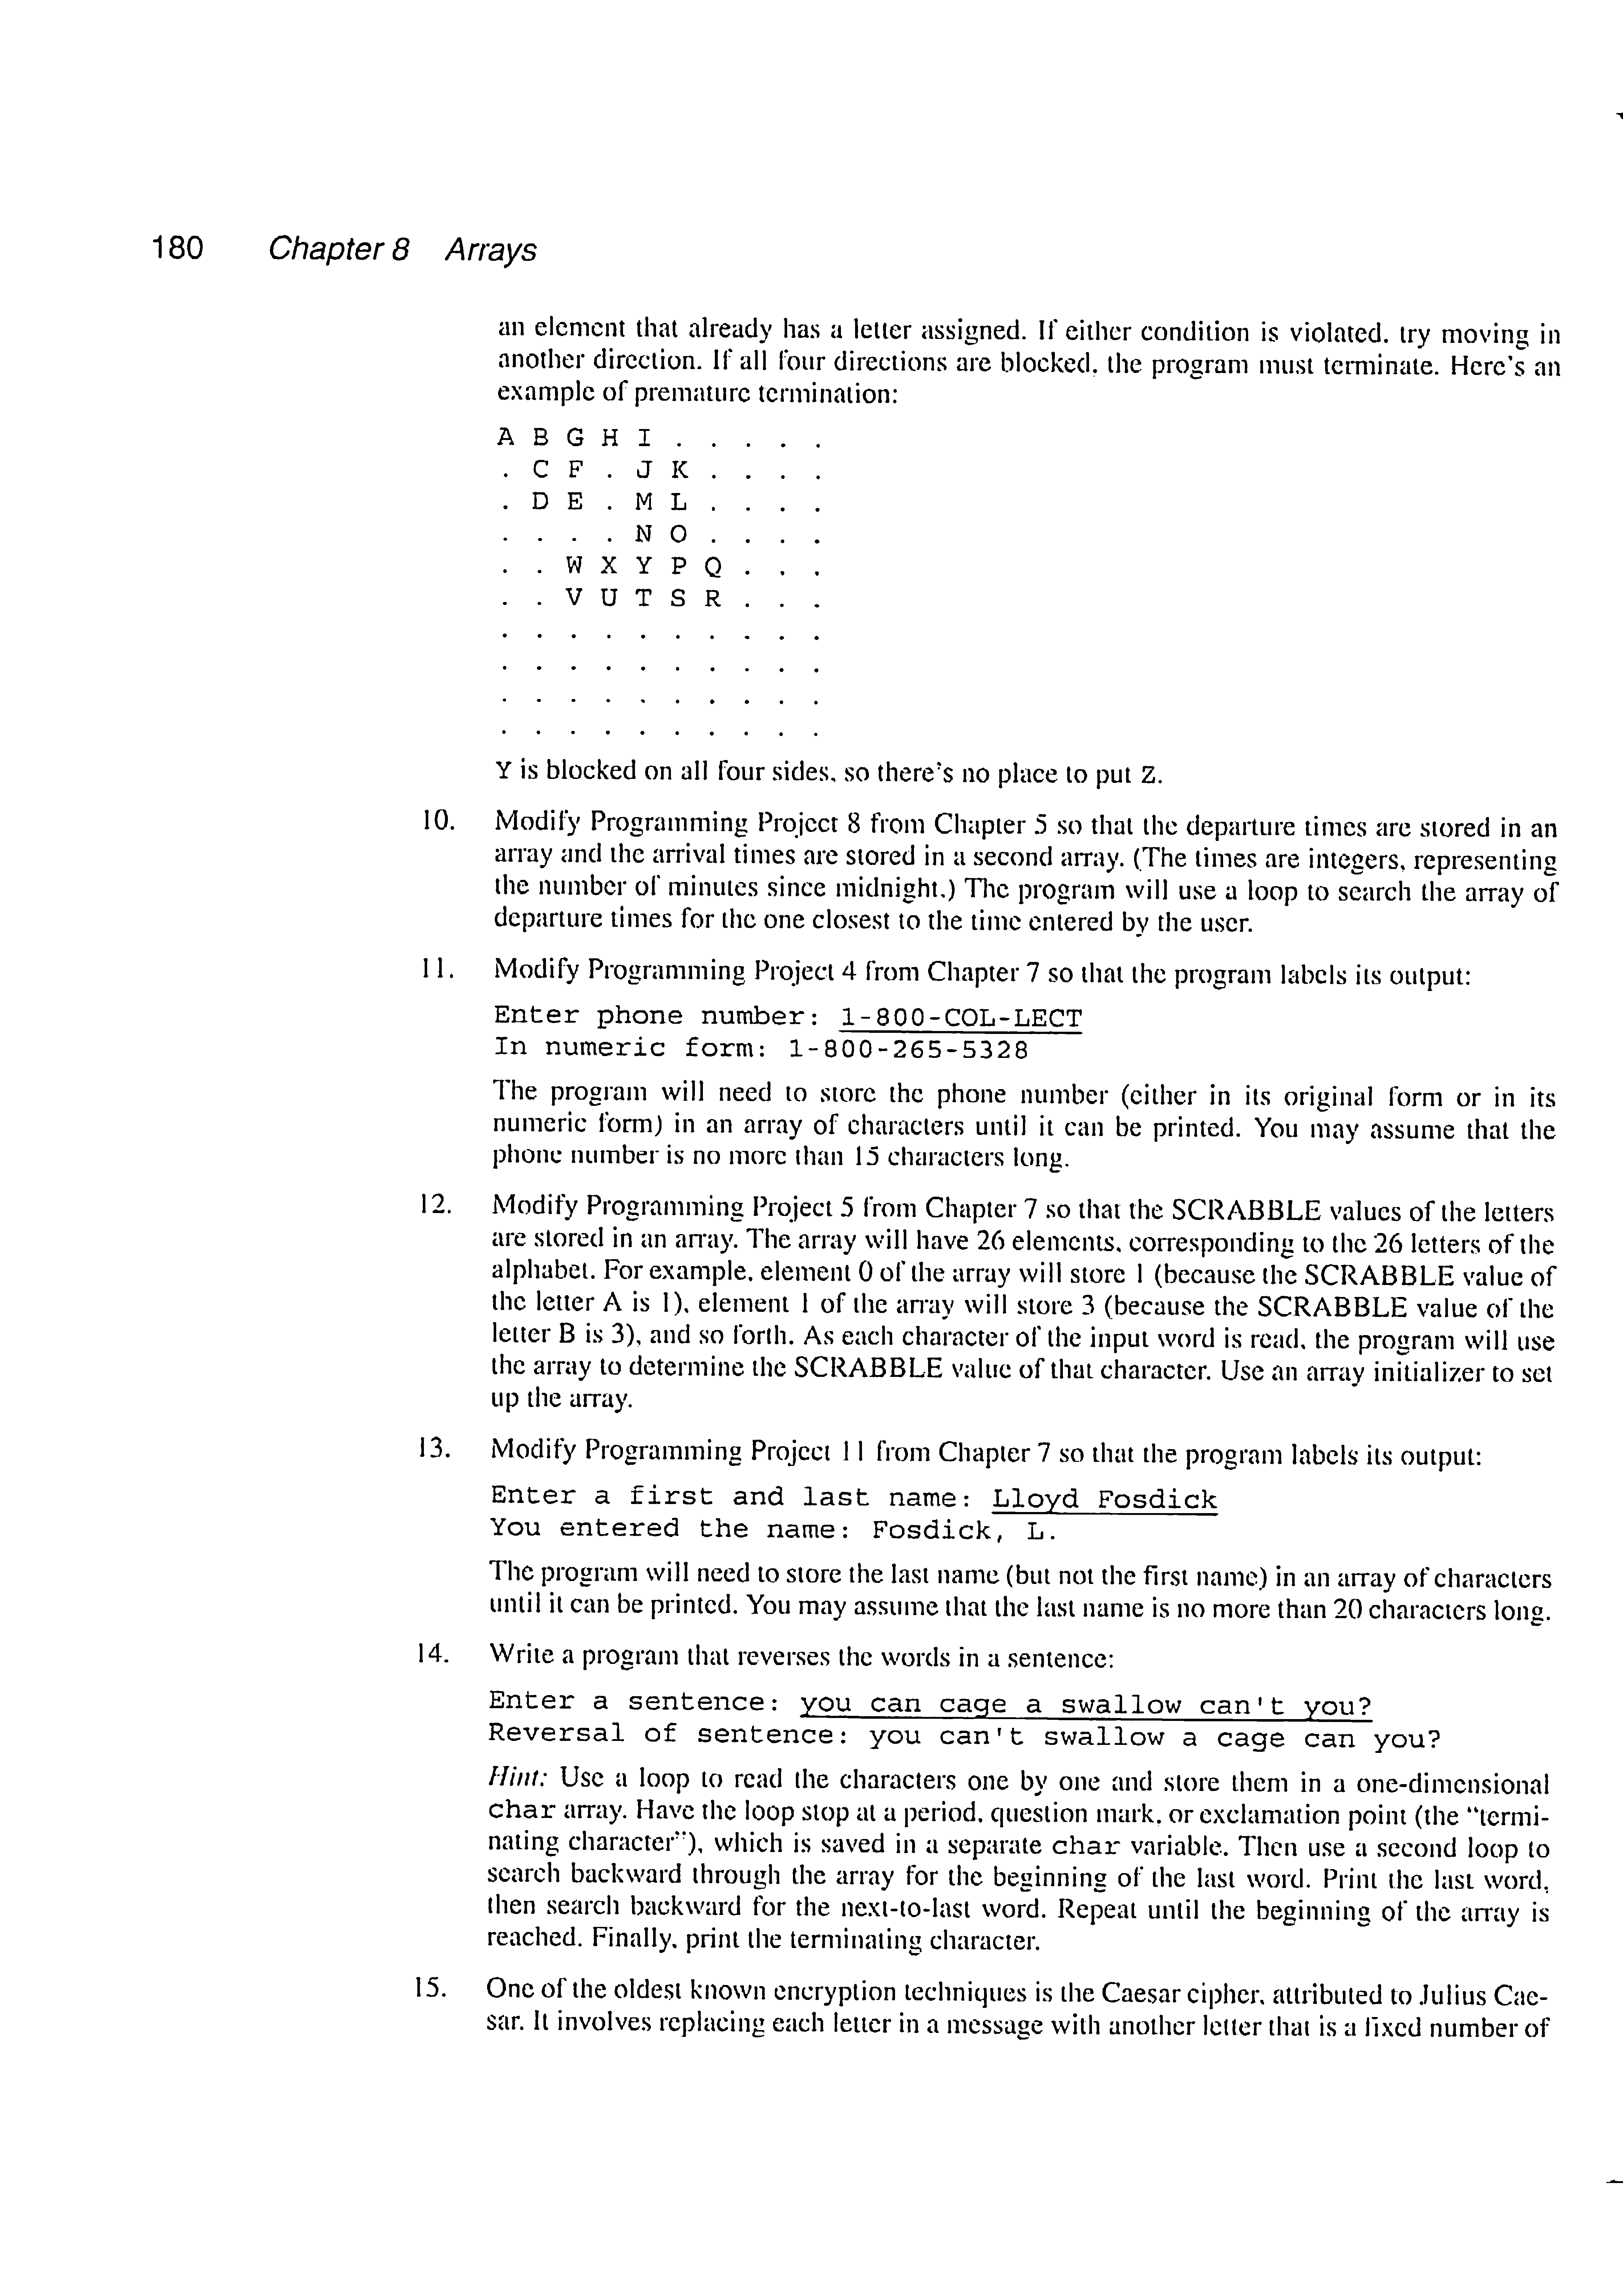 180 Chapter 8 Arrays
an element that already has a letter assigned. If either condition is violated, try moving in
another direction. If all four directions are blocked, the program must terminate. Here's an
example of premature termination:
A B G H I . . . . .
. C F . J K . . . .
. D E . M L . . . .
. . . . N O . . . .
. . W X Y P Q . . .
. . V U T S R . . .
. . . . . . . . . .
. . . . . . . . . .
. . . . . . . . . .
. . . . . . . . . .
Y is blocked on all four sides, so there's no place to put Z.
10. Modify Programming Project 8 from Chapter 5 so that the departure times are stored in an
array and the arrival times are stored in a second array. (The times are integers, representing
the number of minutes since midnight.) The program will use a loop to search the array of
departure times for the one closest to the time entered by the user.
11. Modify Programming Project 4 from Chapter 7 so that the program labels its output:
Enter phone number: 1-800-COL-LECT
In numeric form: 1-800-265-5328
The program will need to store the phone number (either in its original form or in its
numeric form) in an array of characters until it can be printed. You may assume that the
phone number is no more than 15 characters long.
12. Modify Programming Project 5 from Chapter 7 so that the SCRABBLE values of the letters
are stored in an array. The array will have 26 elements, corresponding to the 26 letters of the
alphabet. For example, element 0 of the array will store 1 (because the SCRABBLE value of
the letter A is 1), element 1 of the array will store 3 (because the SCRABBLE value of the
letter B is 3), and so forth. As each character of the input word is read, the program will use
the array to determine the SCRABBLE value of that character. Use an array initializer to set
up the array.
13. Modify Programming Project 11 from Chapter 7 so that the program labels its output:
Enter a first and last name: Lloyd Fosdick
You entered the name: Fosdick, L.
The program will need to store the last name (but not the first name) in an array of characters
until it can be printed. You may assume that the last name is no more than 20 characters long.
14. Write a program that reverses the words in a sentence:
Enter a sentence: you can cage a swallow can't you?
Reversal of sentence: you can't swallow a cage can you?
Hint: Use a loop to read the characters one by one and store them in a one-dimensional
char array. Have the loop stop at a period, question mark, or exclamation point (the "termi-
nating character"), which is saved in a separate char variable. Then use a second loop to
search backward through the array for the beginning of the last word. Print the last word,
then search backward for the next-to-last word. Repeat until the beginning of the array is
reached. Finally, print the terminating character.
15. One of the oldest known encryption techniques is the Caesar cipher, attributed to Julius Cae-
sar. It involves replacing each letter in a message with another letter that is a fixed number of